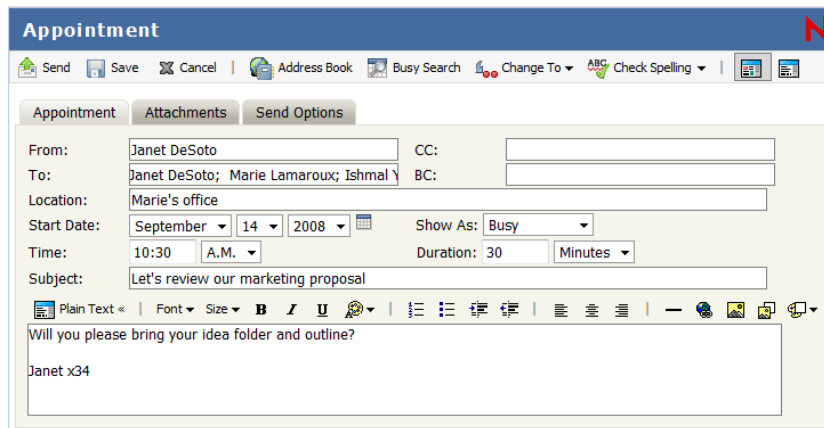 Appointment
Send Save Cancel | Address Book Busy Search Change To ABC Check Spelling |
Appointment Attachments Send Options
From: Janet DeSoto CC:
To: Janet DeSoto; Marie Lamaroux; Ishmal BC:
Location: Marie's office
Start Date: September 14 2008 Show As: Busy
Time: 10:30 A.M. Duration: 30 Minutes
Subject: Let's review our marketing proposal
Plain Text « | Font Size B I U | | |
Will you please bring your idea folder and outline?
Janet x34